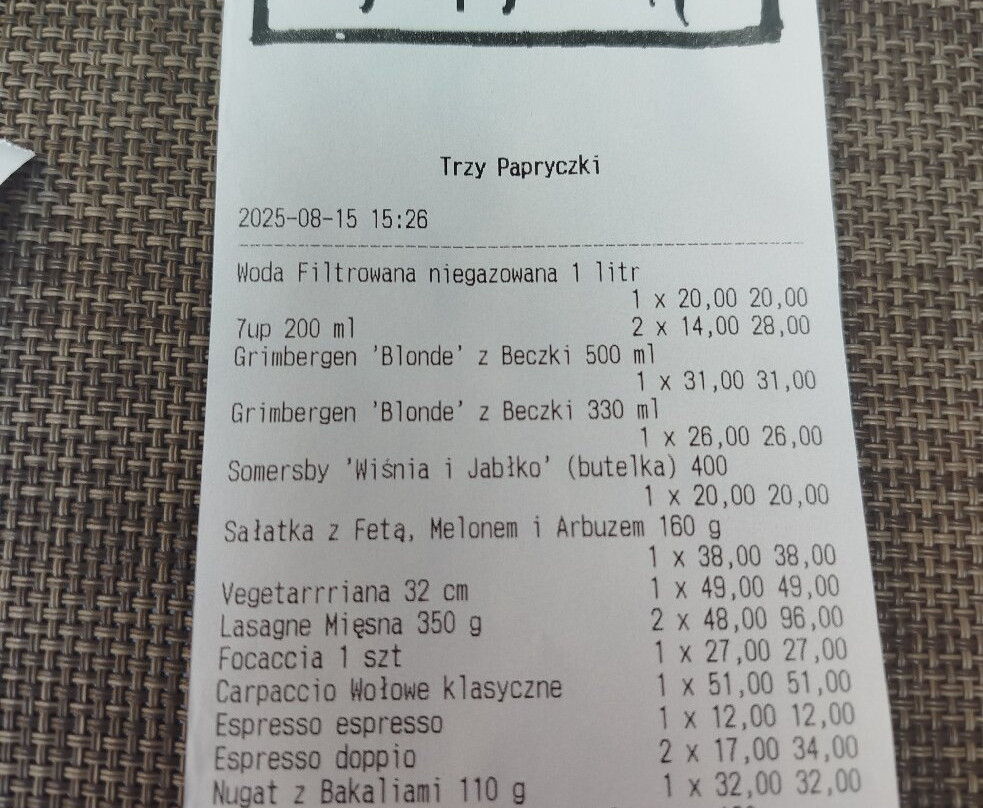 Trzy Papryczki
2025-08-15 15:26
Woda Filtrowana niegazowana 1 litr
1 x 20,00 20,00
7up 200 ml 2 x 14,00 28,00
Grimbergen 'Blonde' z Beczki 500 ml
1 x 31,00 31,00
Grimbergen 'Blonde' z Beczki 330 ml
1 x 26,00 26,00
Somersby 'Wiśnia i Jabłko' (butelka) 400
1 x 20,00 20,00
Sałatka z Fetą, Melonem i Arbuzem 160 g
1 x 38,00 38,00
Vegetarrriana 32 cm 1 x 49,00 49,00
Lasagne Mięsna 350 g 2 x 48,00 96,00
Focaccia 1 szt 1 x 27,00 27,00
Carpaccio Wołowe klasyczne 1 x 51,00 51,00
Espresso espresso 1 x 12,00 12,00
Espresso doppio 2 x 17,00 34,00
Nugat z Bakaliami 110 g 1 x 32,00 32,00